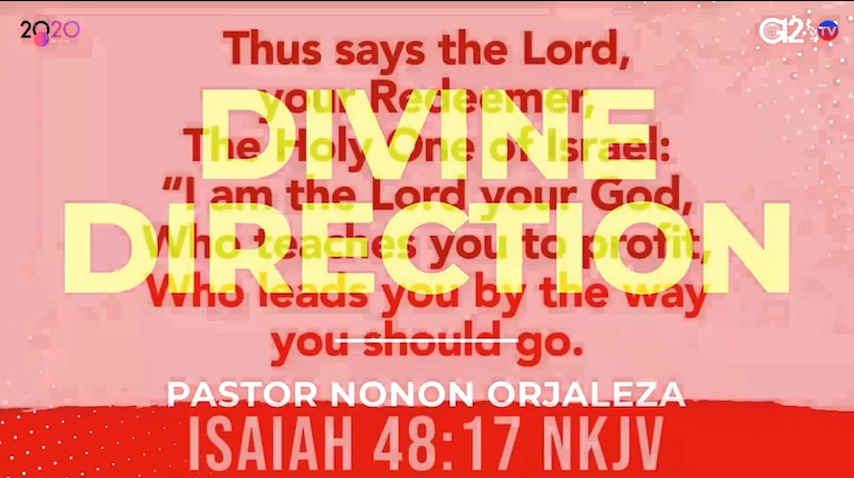 2020
G12
TV
Thus says the Lord,
your Redeemer,
The Holy One of Israel:
“I am the Lord your God,
Who teaches you to profit,
Who leads you by the way
you should go.
DIVINE
DIRECTION
PASTOR NONON ORJALEZA
ISAIAH 48:17 NKJV